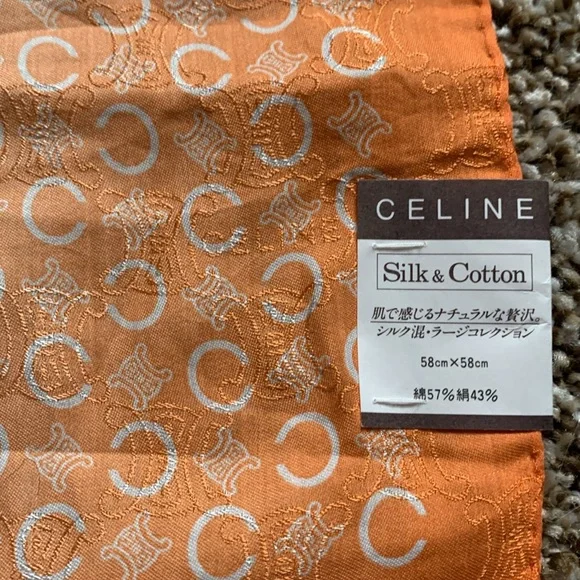 CELINE
Silk & Cotton
肌で感じるナチュラルな贅沢。
シルク混・ラージコレクション
58cm×58cm
綿57%絹43%